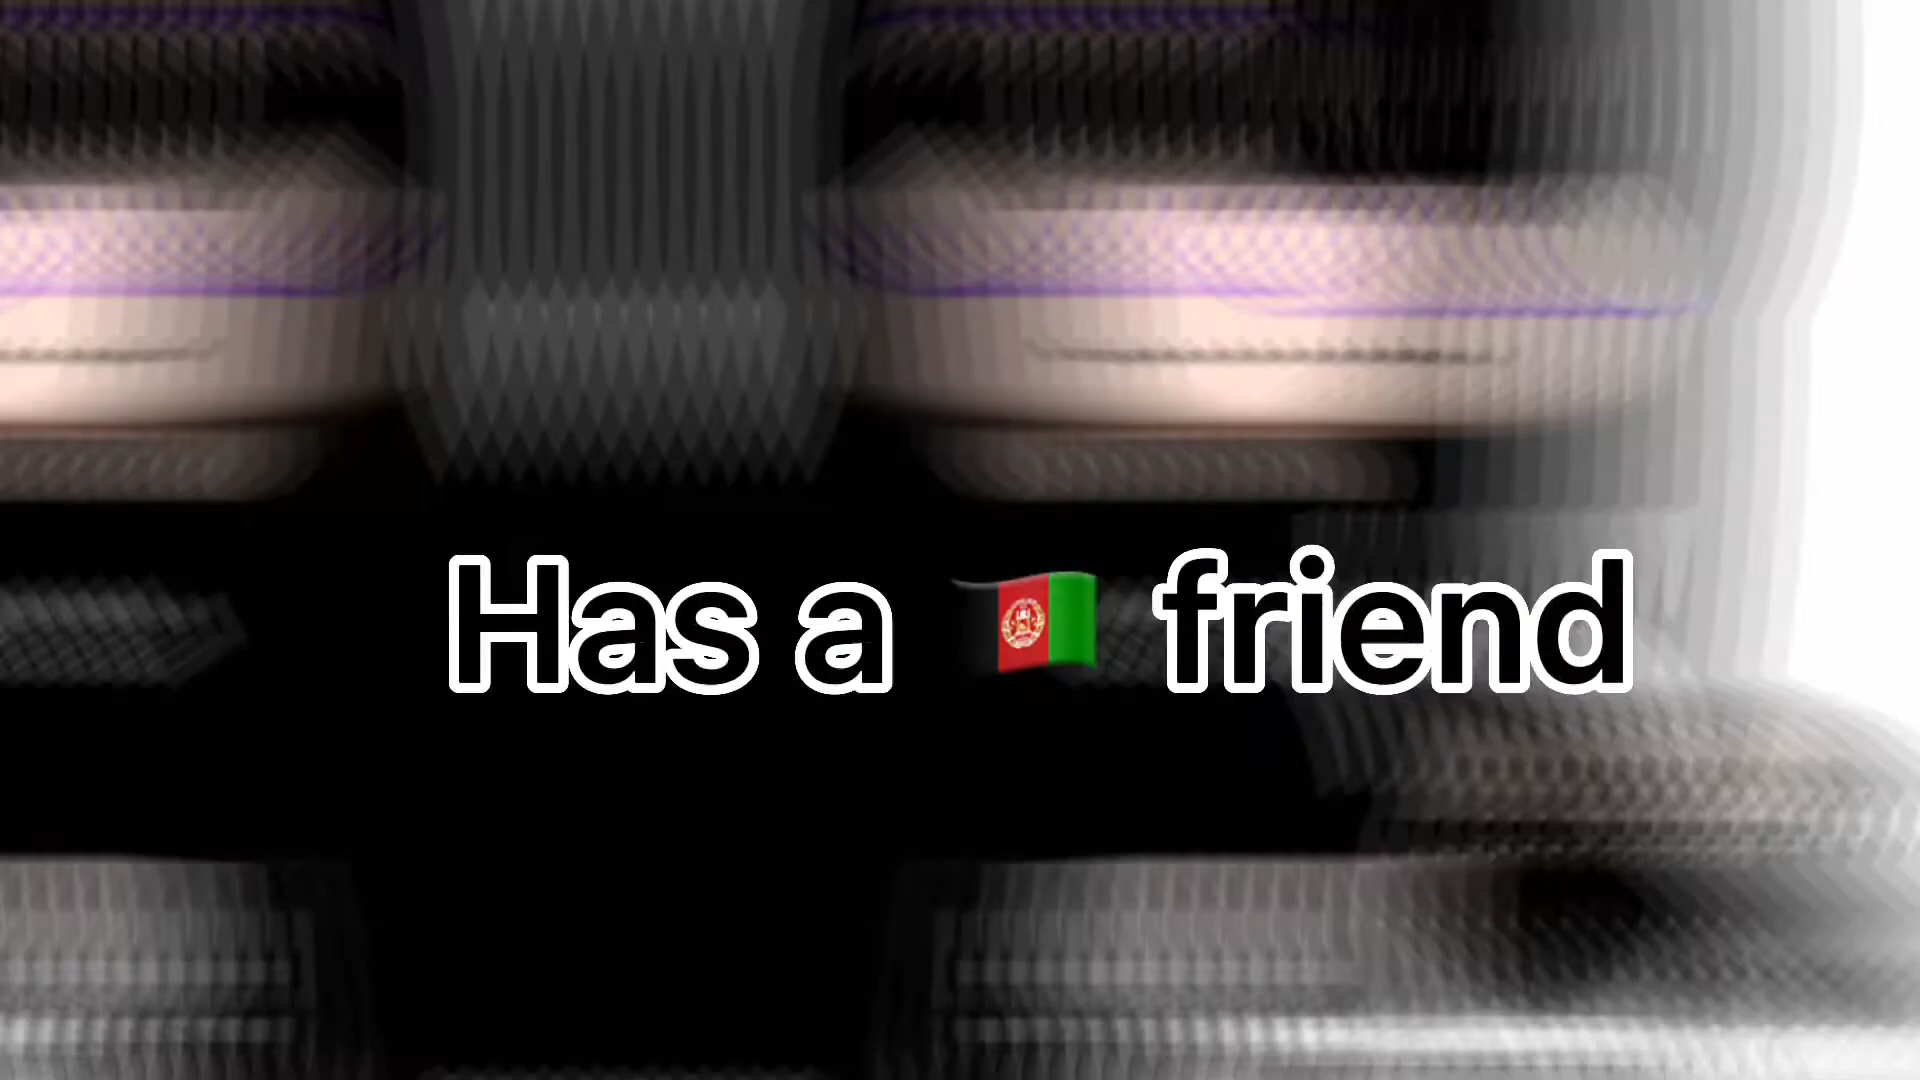 Has a 🇦🇫 friend